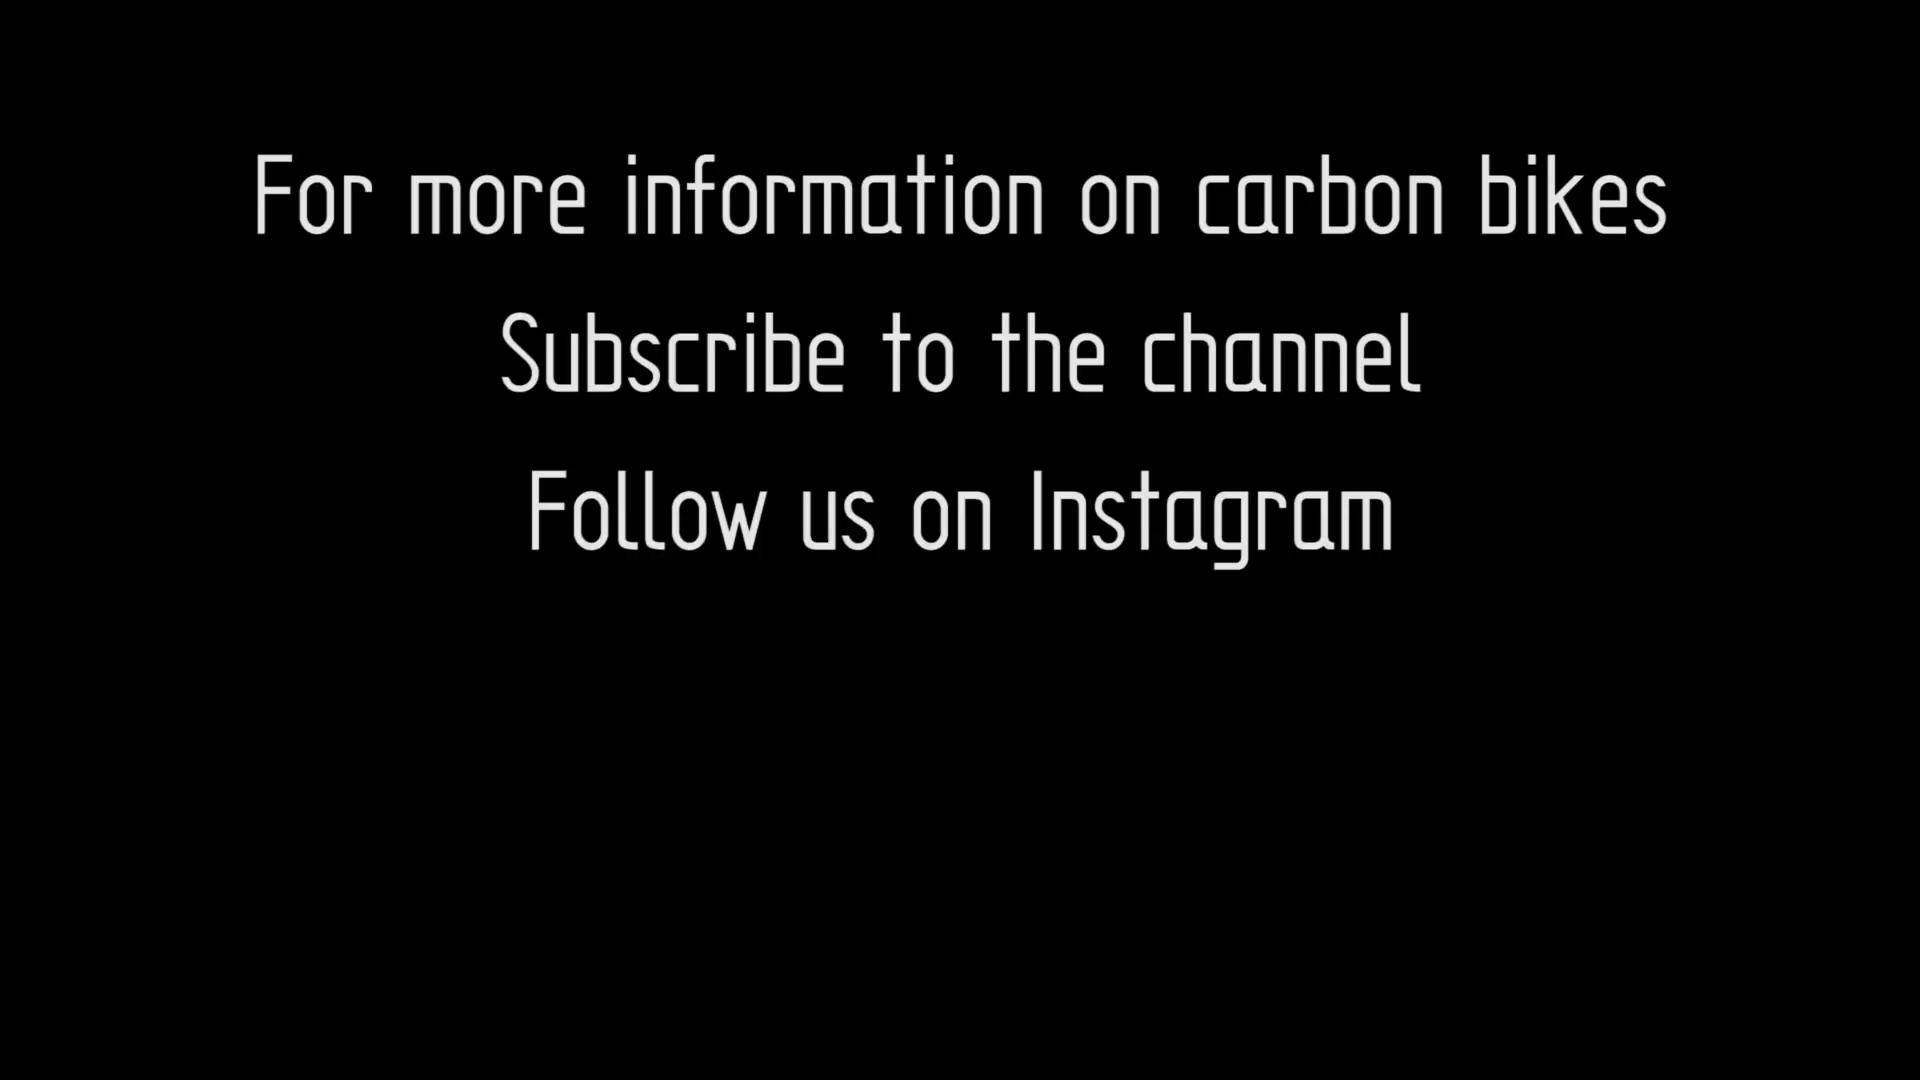 For more information on carbon bikes
Subscribe to the channel
Follow us on Instagram